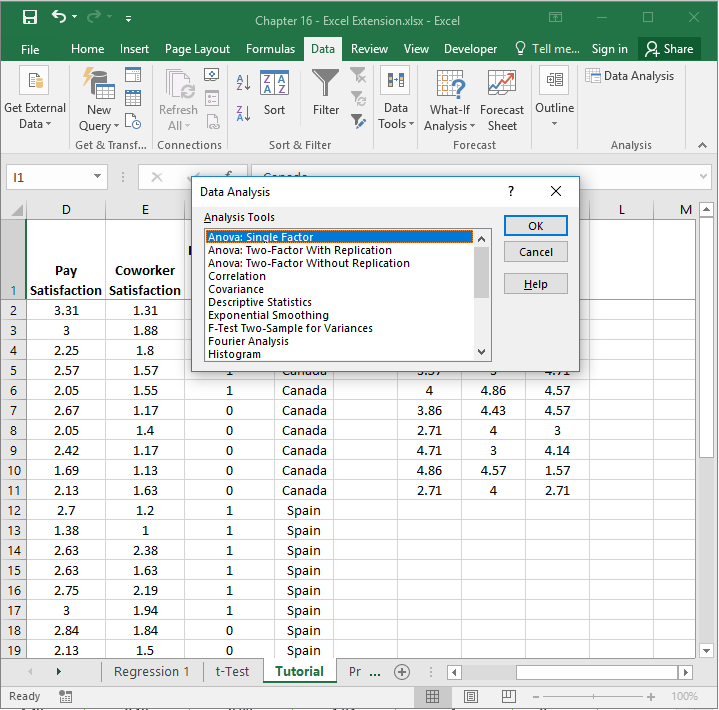 Chapter 16 - Excel Extension.xlsx - Excel
File Home Insert Page Layout Formulas Data Review View Developer Tell me... Sign in Share
Get External Data
New Query
Get & Transf...
Refresh All
Connections
Sort
Filter
Sort & Filter
Data Tools
What-If Analysis
Forecast Sheet
Forecast
Outline
Data Analysis
Analysis
I1
Canada
Data Analysis ?
Analysis Tools
Anova: Single Factor
Anova: Two-Factor With Replication
Anova: Two-Factor Without Replication
Correlation
Covariance
Descriptive Statistics
Exponential Smoothing
F-Test Two-Sample for Variances
Fourier Analysis
Histogram
OK
Cancel
Help
D E L M
1 Pay Satisfaction Coworker Satisfaction
2 3.31 1.31
3 3 1.88
4 2.25 1.8
5 2.57 1.57 1 Canada 3.57 3 4.71
6 2.05 1.55 1 Canada 4 4.86 4.57
7 2.67 1.17 0 Canada 3.86 4.43 4.57
8 2.05 1.4 0 Canada 2.71 4 3
9 2.42 1.17 0 Canada 4.71 3 4.14
10 1.69 1.13 0 Canada 4.86 4.57 1.57
11 2.13 1.63 0 Canada 2.71 4 2.71
12 2.7 1.2 1 Spain
13 1.38 1 1 Spain
14 2.63 2.38 1 Spain
15 2.63 1.63 1 Spain
16 2.75 2.19 1 Spain
17 3 1.94 1 Spain
18 2.84 1.84 0 Spain
19 2.13 1.5 0 Spain
Regression 1 t-Test Tutorial Pr ...
Ready 100%